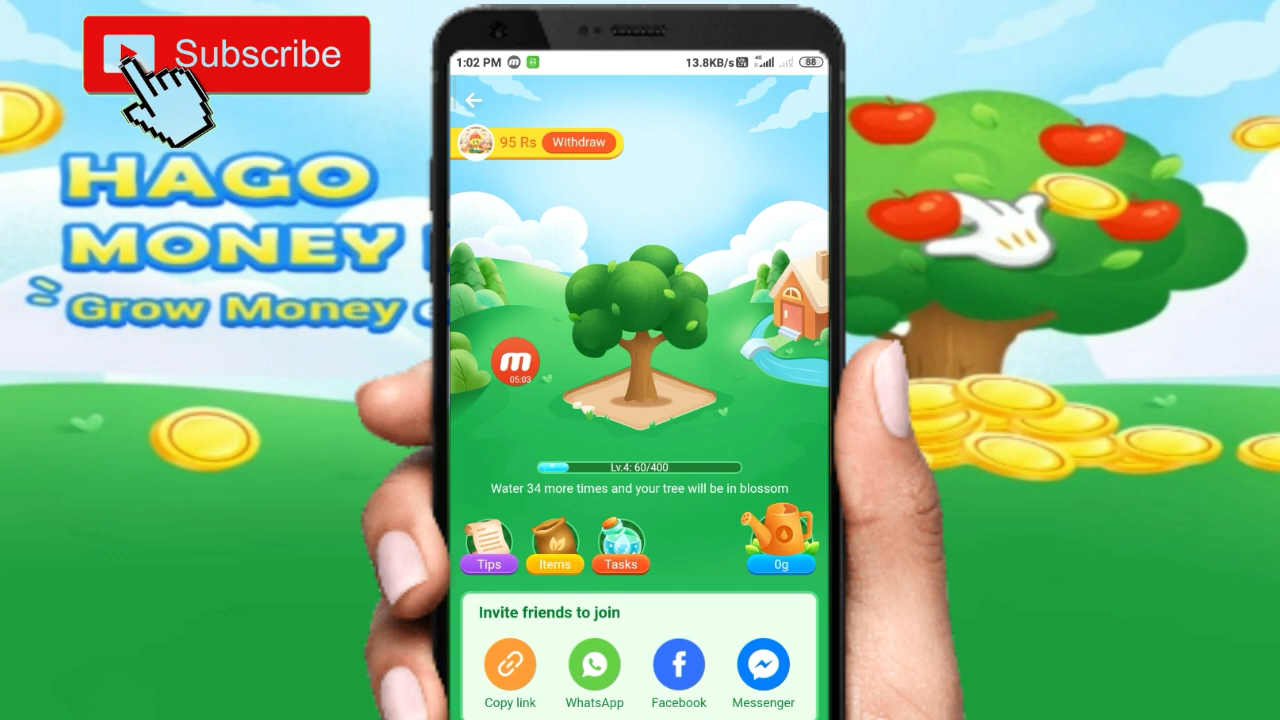 Subscribe
HAGO
MONEY
Grow Money
1:02 PM
13.8KB/s
4G
88
95 Rs
Withdraw
m
05:03
Lv.4: 60/400
Water 34 more times and your tree will be in blossom
Tips
Items
Tasks
0g
Invite friends to join
Copy link
WhatsApp
Facebook
Messenger